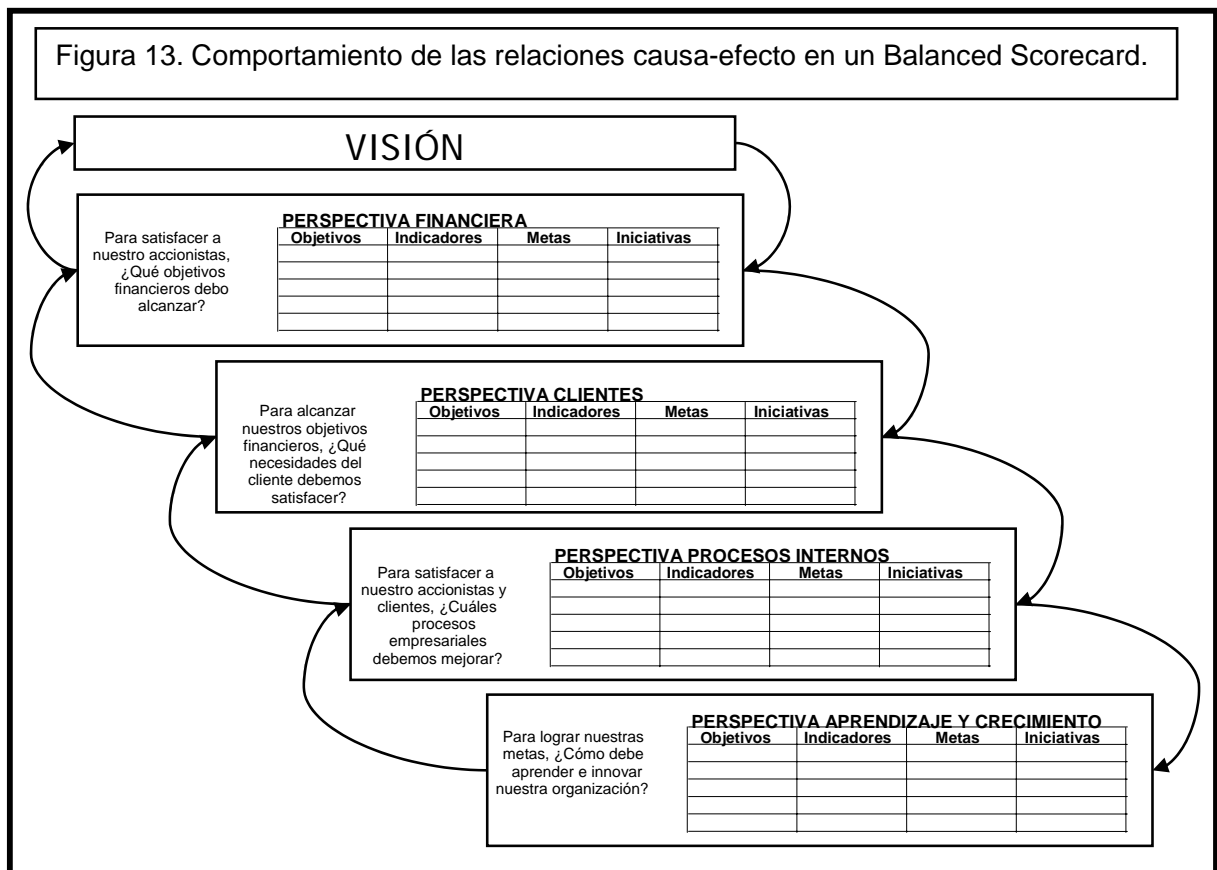 Figura 13. Comportamiento de las relaciones causa-efecto en un Balanced Scorecard.
VISIÓN
Para satisfacer a
nuestro accionistas,
¿Qué objetivos
financieros debo
alcanzar?
PERSPECTIVA FINANCIERA
Objetivos Indicadores Metas Iniciativas
Para alcanzar
nuestros objetivos
financieros, ¿Qué
necesidades del
cliente debemos
satisfacer?
PERSPECTIVA CLIENTES
Objetivos Indicadores Metas Iniciativas
Para satisfacer a
nuestro accionistas y
clientes, ¿Cuáles
procesos
empresariales
debemos mejorar?
PERSPECTIVA PROCESOS INTERNOS
Objetivos Indicadores Metas Iniciativas
Para lograr nuestras
metas, ¿Cómo debe
aprender e innovar
nuestra organización?
PERSPECTIVA APRENDIZAJE Y CRECIMIENTO
Objetivos Indicadores Metas Iniciativas